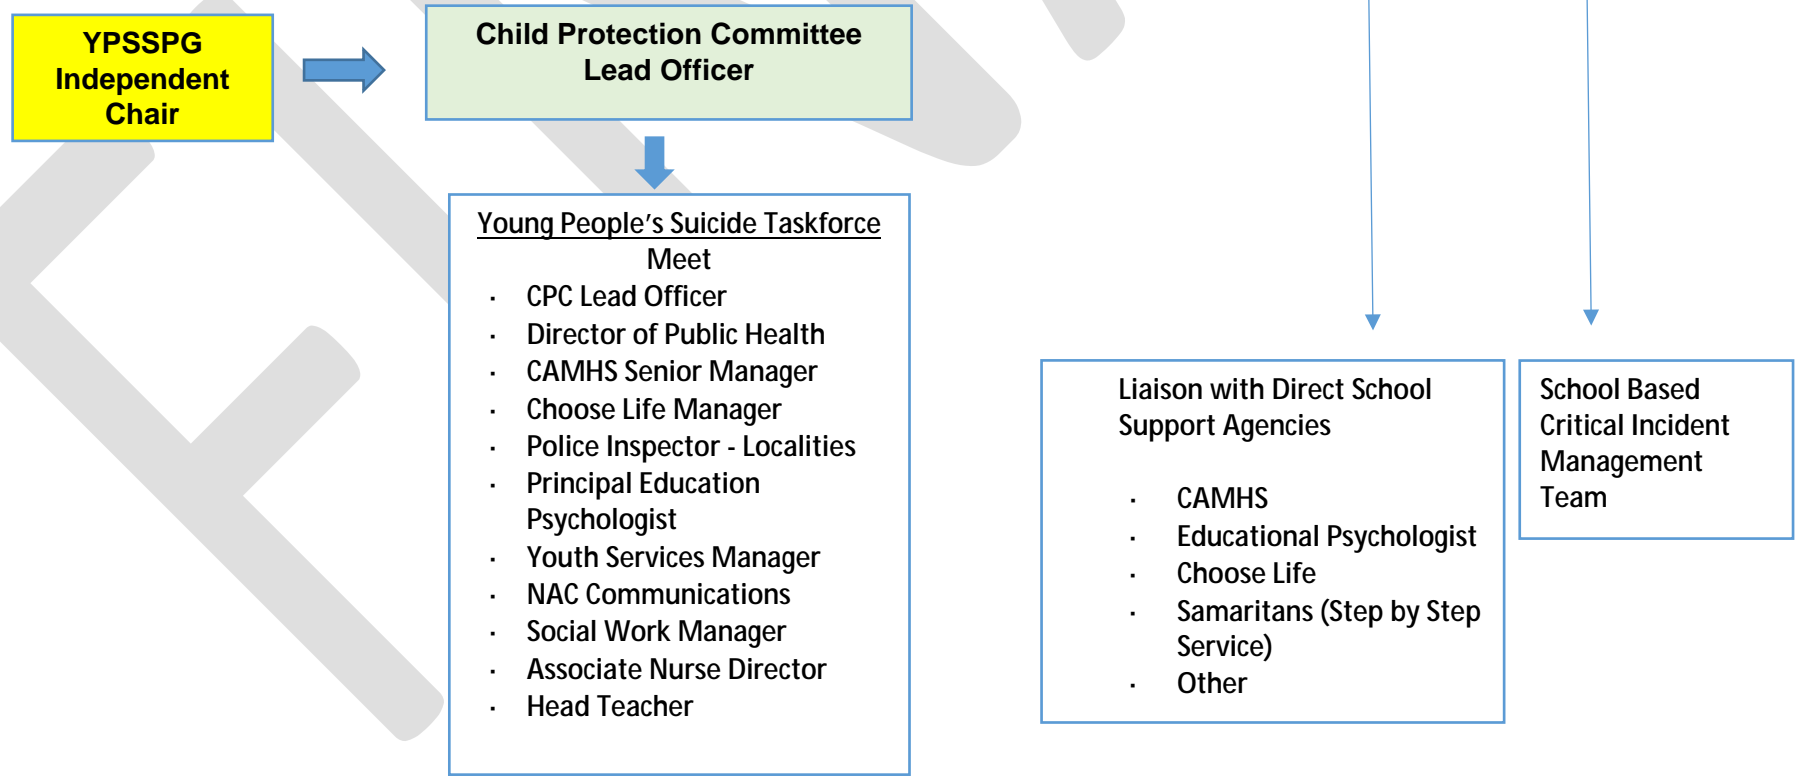 YPSSPG
Independent
Chair
Child Protection Committee
Lead Officer
Young People's Suicide Taskforce
Meet
· CPC Lead Officer
· Director of Public Health
· CAMHS Senior Manager
· Choose Life Manager
· Police Inspector - Localities
· Principal Education
Psychologist
· Youth Services Manager
· NAC Communications
· Social Work Manager
· Associate Nurse Director
· Head Teacher
Liaison with Direct School
Support Agencies
· CAMHS
· Educational Psychologist
· Choose Life
· Samaritans (Step by Step
Service)
· Other
School Based
Critical Incident
Management
Team